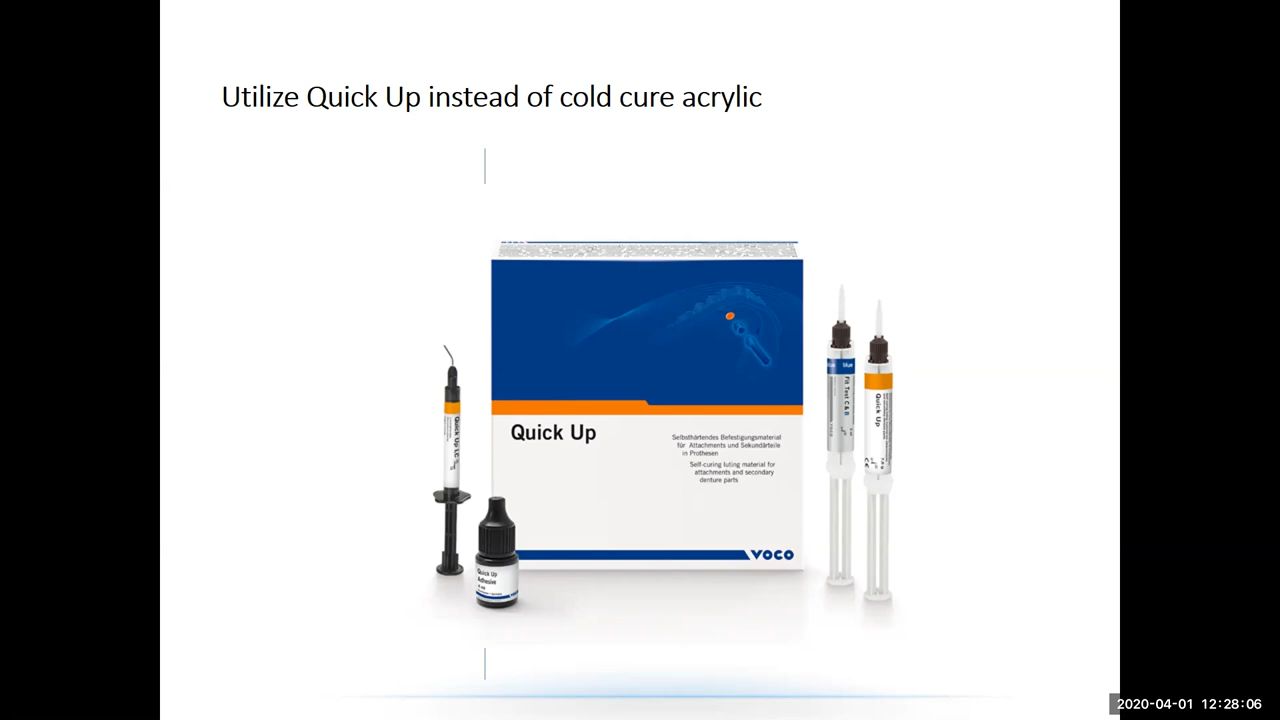 Utilize Quick Up instead of cold cure acrylic
Quick Up
Selbsthärtendes Befestigungsmaterial
für Attachments und Sekundärteile
in Prothesen
Self-curing luting material for
attachments and secondary
denture parts
VOCO
Quick Up LC
Quick Up
Adhesive
blue
Fit Test C & B
Quick Up
2020-04-01 12:28:06